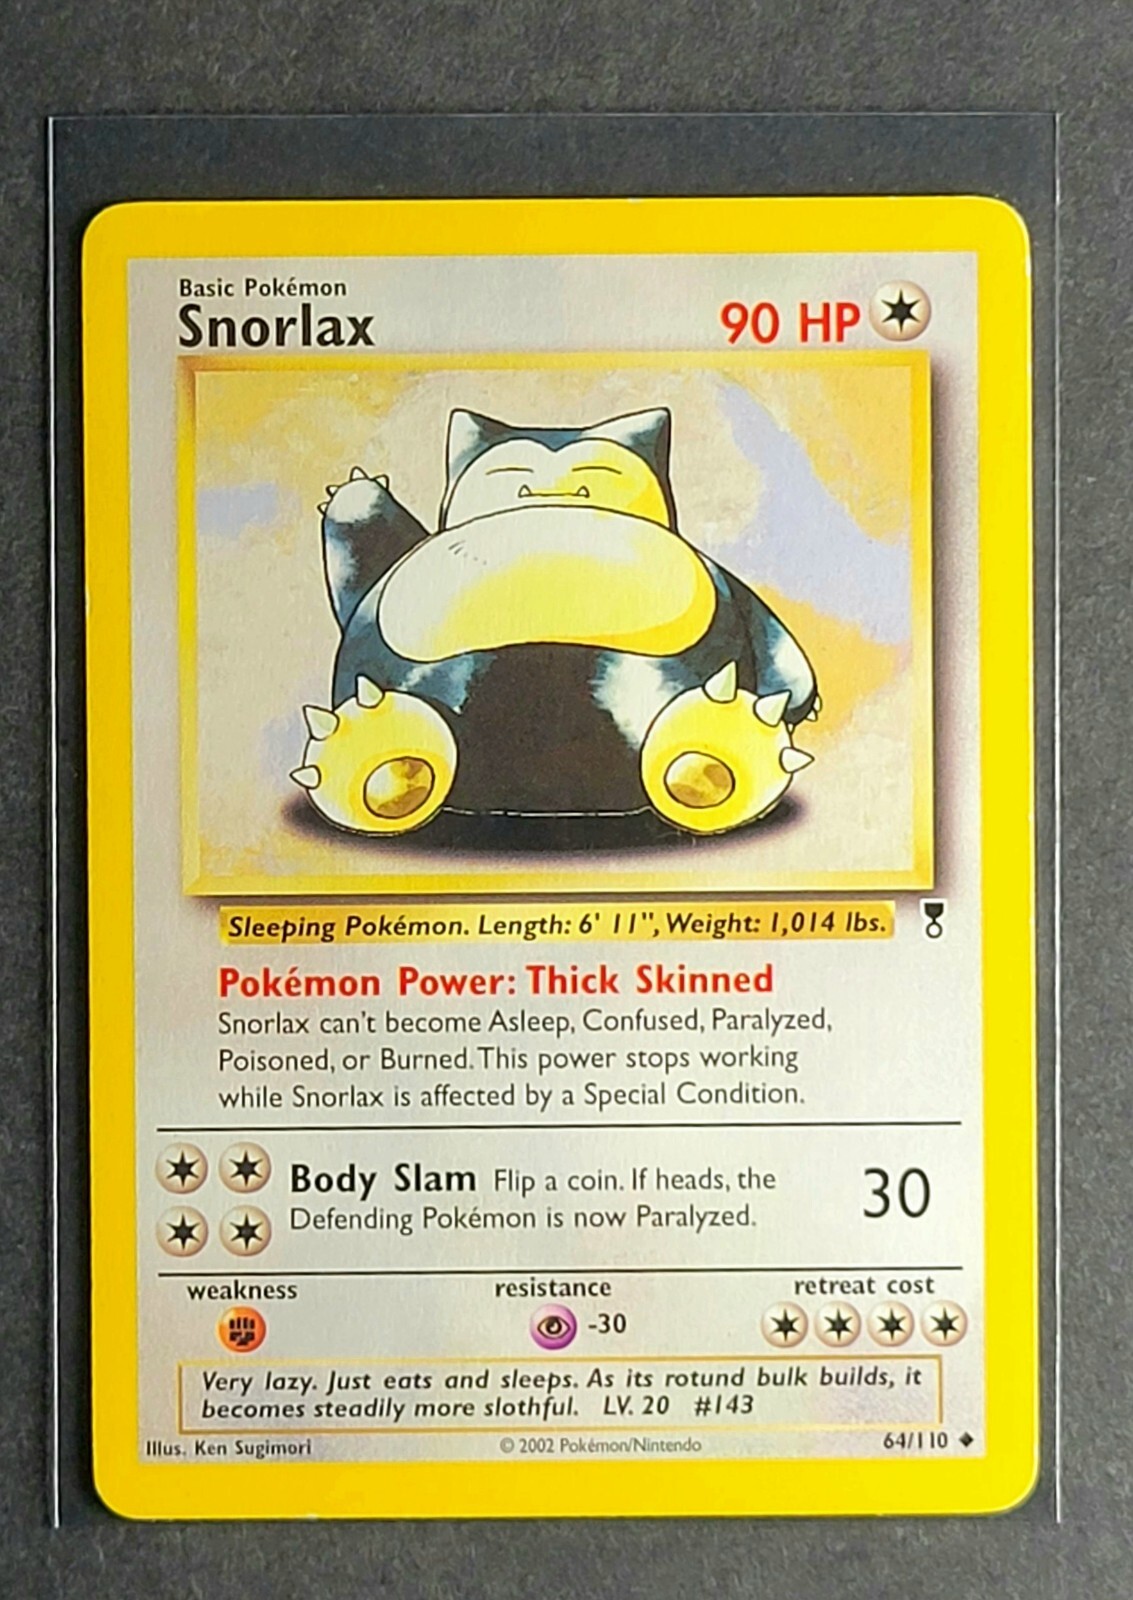 Basic Pokémon
Snorlax 90 HP
Sleeping Pokémon. Length: 6' 11", Weight: 1,014 lbs.
Pokémon Power: Thick Skinned
Snorlax can't become Asleep, Confused, Paralyzed,
Poisoned, or Burned. This power stops working
while Snorlax is affected by a Special Condition.
Body Slam Flip a coin. If heads, the 30
Defending Pokémon is now Paralyzed.
weakness resistance retreat cost
-30
Very lazy. Just eats and sleeps. As its rotund bulk builds, it
becomes steadily more slothful. LV. 20 #143
Illus. Ken Sugimori © 2002 Pokémon/Nintendo 64/110